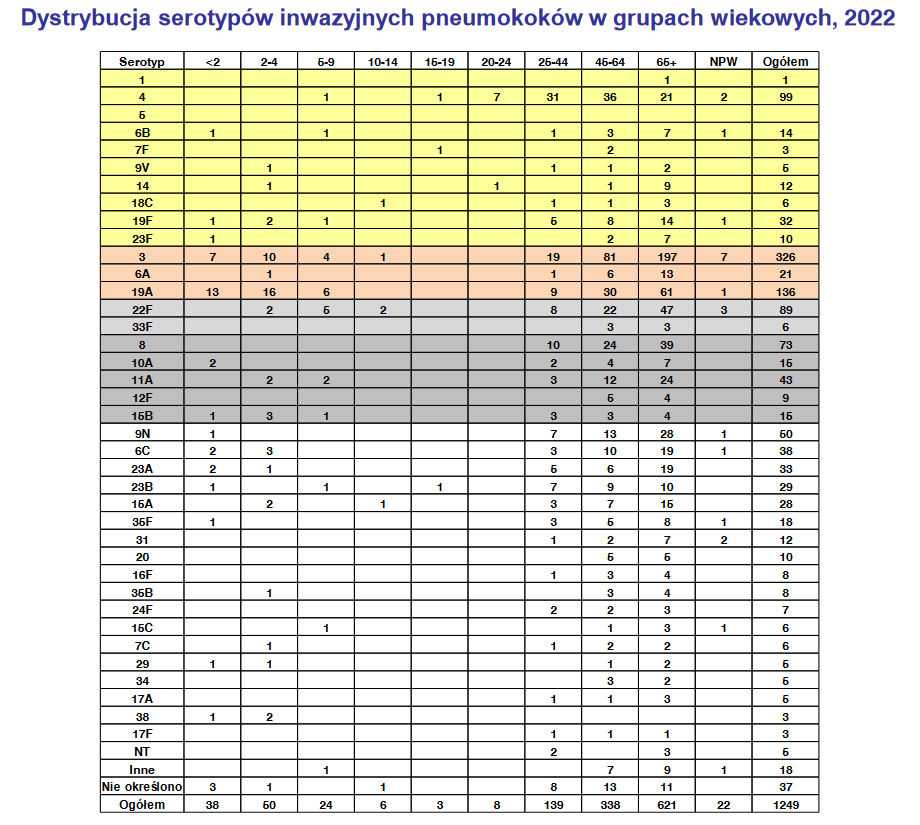 Dystrybucja serotypów inwazyjnych pneumokoków w grupach wiekowych, 2022
Serotyp <2 2-4 5-9 10-14 15-19 20-24 25-44 45-64 65+ NPW Ogółem
1 1 1
4 1 1 7 31 36 21 2 99
5
6B 1 1 1 3 7 1 14
7F 1 2 3
9V 1 1 1 2 5
14 1 1 1 9 12
18C 1 1 1 3 6
19F 1 2 1 5 8 14 1 32
23F 1 2 7 10
3 7 10 4 1 19 81 197 7 326
6A 1 1 6 13 21
19A 13 16 6 9 30 61 1 136
22F 2 5 2 8 22 47 3 89
33F 3 3 6
8 10 24 39 73
10A 2 2 4 7 15
11A 2 2 3 12 24 43
12F 5 4 9
15B 1 3 1 3 3 4 15
9N 1 7 13 28 1 50
6C 2 3 3 10 19 1 38
23A 2 1 5 6 19 33
23B 1 1 1 7 9 10 29
15A 2 1 3 7 15 28
35F 1 3 5 8 1 18
31 1 2 7 2 12
20 5 5 10
16F 1 3 4 8
35B 1 3 4 8
24F 2 2 3 7
15C 1 1 3 1 6
7C 1 1 2 2 6
29 1 1 1 2 5
34 3 2 5
17A 1 1 3 5
38 1 2 3
17F 1 1 1 3
NT 2 3 5
Inne 1 7 9 1 18
Nie określono 3 1 1 8 13 11 37
Ogółem 38 50 24 6 3 8 139 338 621 22 1249